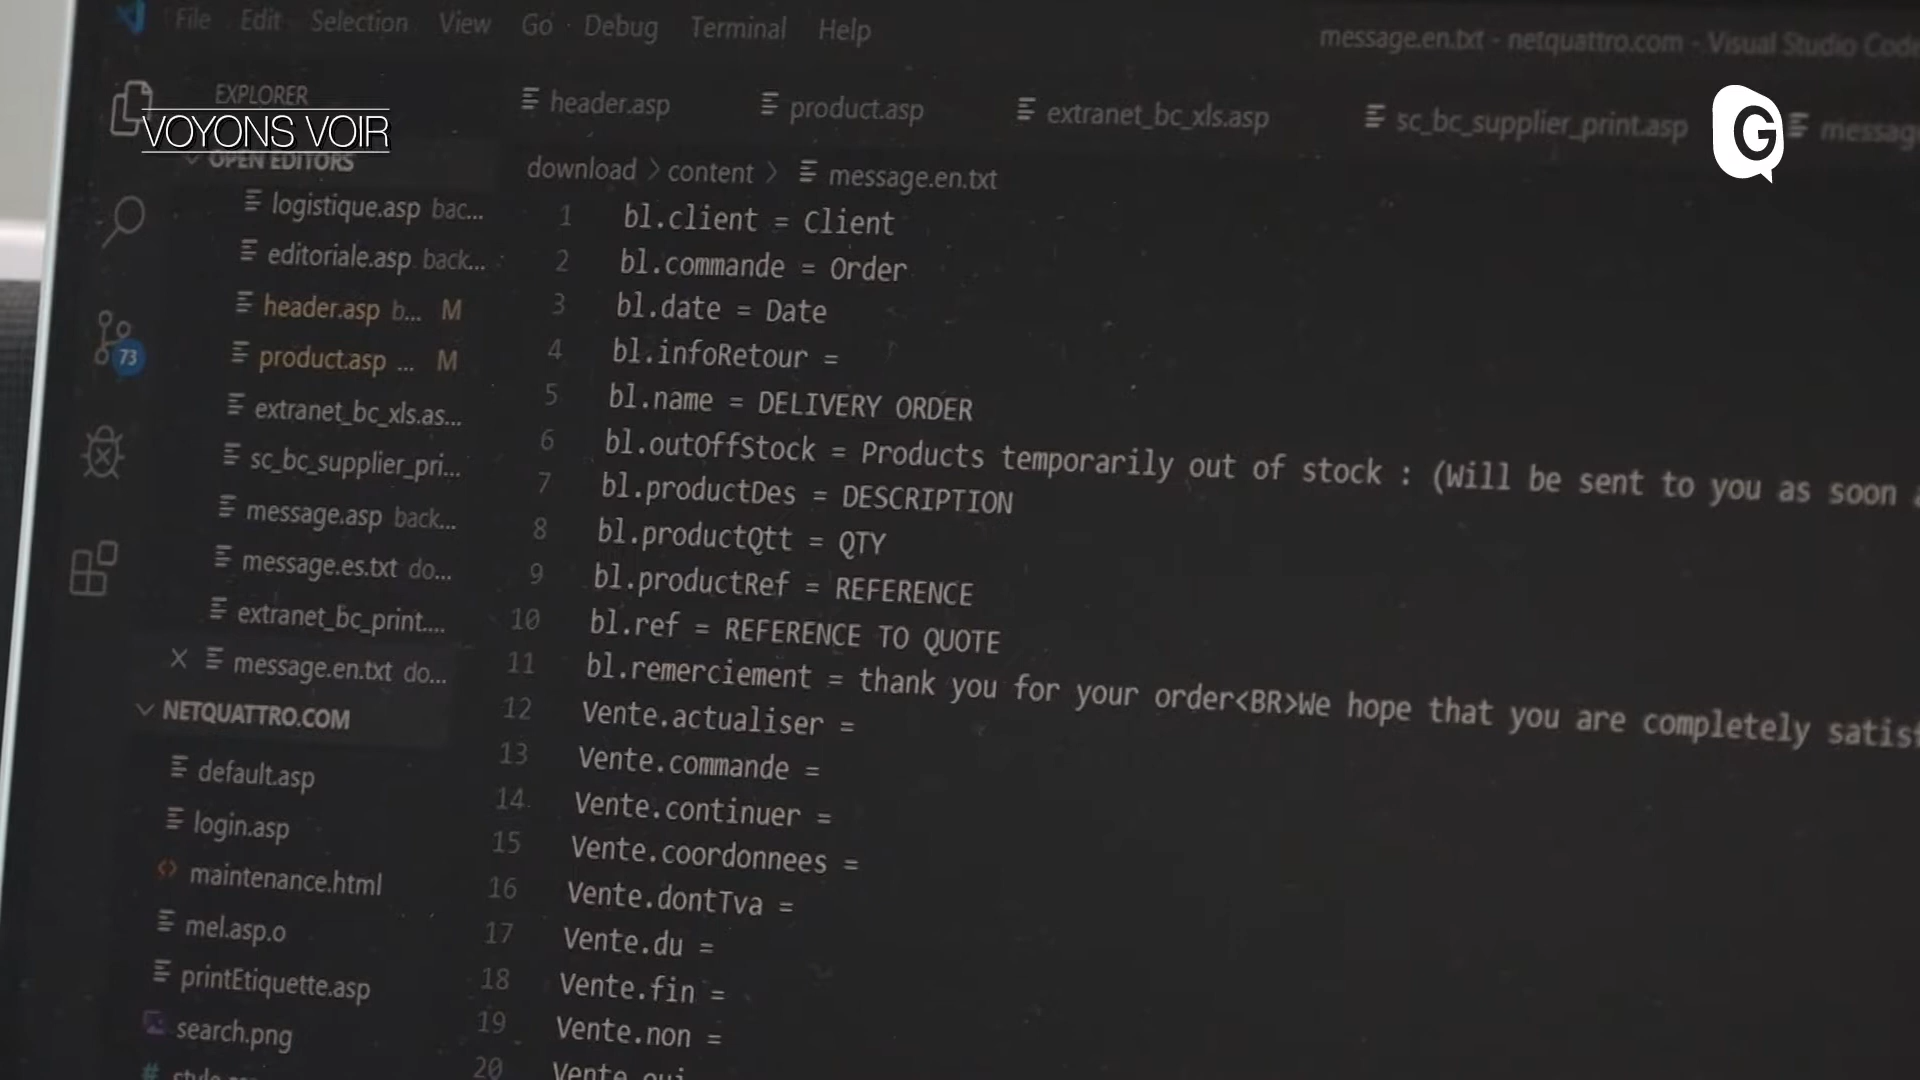 File Edit Selection View Go Debug Terminal Help
message.en.txt - netquattro.com - Visual Studio Code
EXPLORER
VOYONS VOIR
G
header.asp
product.asp
extranet_bc_xls.asp
sc_bc_supplier_print.asp
OPEN EDITORS
logistique.asp bac...
editoriale.asp back...
header.asp b... M
product.asp ... M
73
extranet_bc_xls.as...
sc_bc_supplier_pri...
message.asp back...
message.es.txt do...
extranet_bc_print....
message.en.txt do...
NETQUATTRO.COM
default.asp
login.asp
maintenance.html
mel.asp.o
printEtiquette.asp
search.png
download > content > message.en.txt
1 bl.client = Client
2 bl.commande = Order
3 bl.date = Date
4 bl.infoRetour =
5 bl.name = DELIVERY ORDER
6 bl.outOffStock = Products temporarily out of stock : (Will be sent to you as soon
7 bl.productDes = DESCRIPTION
8 bl.productQtt = QTY
9 bl.productRef = REFERENCE
10 bl.ref = REFERENCE TO QUOTE
11 bl.remerciement = thank you for your order<BR>We hope that you are completely
12 Vente.actualiser =
13 Vente.commande =
14 Vente.continuer =
15 Vente.coordonnees =
16 Vente.dontTva =
17 Vente.du =
18 Vente.fin =
19 Vente.non =
20